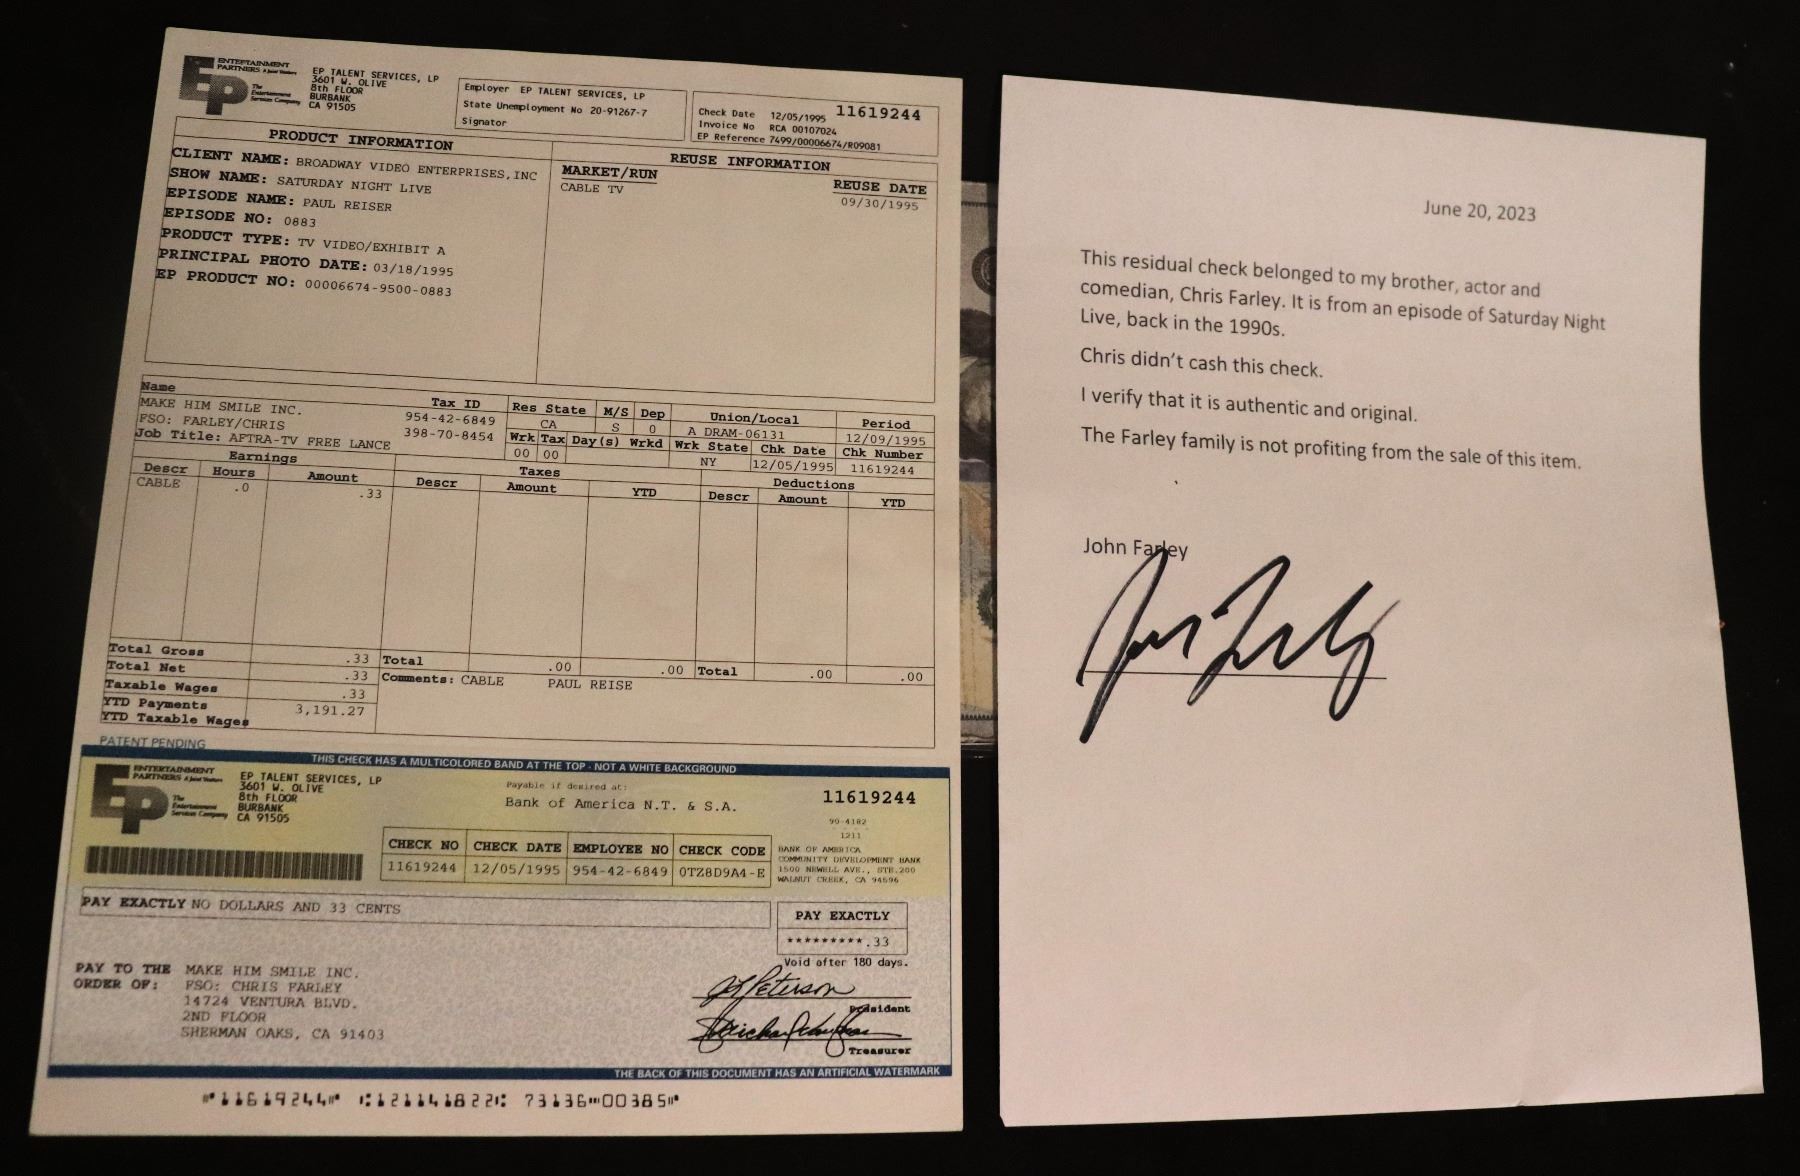 EP
ENTERTAINMENT
PARTNERS A Joint Venture
The
Entertainment
Services Company
EP TALENT SERVICES, LP
3601 W. OLIVE
8th FLOOR
BURBANK
CA 91505
Employer EP TALENT SERVICES, LP
State Unemployment No 20-91267-7
Signator
Check Date 12/05/1995 11619244
Invoice No RCA 00107024
EP Reference 7499/00006674/R09081
PRODUCT INFORMATION
CLIENT NAME: BROADWAY VIDEO ENTERPRISES,INC
SHOW NAME: SATURDAY NIGHT LIVE
EPISODE NAME: PAUL REISER
EPISODE NO: 0883
PRODUCT TYPE: TV VIDEO/EXHIBIT A
PRINCIPAL PHOTO DATE: 03/18/1995
EP PRODUCT NO: 00006674-9500-0883
REUSE INFORMATION
MARKET/RUN REUSE DATE
CABLE TV 09/30/1995
Name Tax ID Res State M/S Dep Union/Local Period
MAKE HIM SMILE INC. 954-42-6849 CA S 0 A DRAM-06131 12/09/1995
FSO: FARLEY/CHRIS 398-70-8454 Wrk Tax Day(s) Wrkd Wrk State Chk Date Chk Number
Job Title: AFTRA-TV FREE LANCE 00 00 NY 12/05/1995 11619244
Earnings Taxes Deductions
Descr Hours Amount Descr Amount YTD Descr Amount YTD
CABLE .0 .33
Total Gross .33 Total .00 .00 Total .00 .00
Total Net .33 Comments: CABLE PAUL REISE
Taxable Wages .33
YTD Payments 3,191.27
YTD Taxable Wages
PATENT PENDING
THIS CHECK HAS A MULTICOLORED BAND AT THE TOP - NOT A WHITE BACKGROUND
EP
ENTERTAINMENT
PARTNERS A Joint Venture
The
Entertainment
Services Company
EP TALENT SERVICES, LP
3601 W. OLIVE
8th FLOOR
BURBANK
CA 91505
Payable if desired at:
Bank of America N.T. & S.A.
11619244
90-4182
1211
BANK OF AMERICA
COMMUNITY DEVELOPMENT BANK
1500 NEWELL AVE., STE.200
WALNUT CREEK, CA 94596
CHECK NO CHECK DATE EMPLOYEE NO CHECK CODE
11619244 12/05/1995 954-42-6849 0TZ8D9A4-E
PAY EXACTLY NO DOLLARS AND 33 CENTS
PAY EXACTLY
*********.33
Void after 180 days.
PAY TO THE
ORDER OF:
MAKE HIM SMILE INC.
FSO: CHRIS FARLEY
14724 VENTURA BLVD.
2ND FLOOR
SHERMAN OAKS, CA 91403
President
Treasurer
THE BACK OF THIS DOCUMENT HAS AN ARTIFICIAL WATERMARK
⑈11619244⑈ ⑆121141822⑆ 73136⑉00385⑈
June 20, 2023
This residual check belonged to my brother, actor and
comedian, Chris Farley. It is from an episode of Saturday Night
Live, back in the 1990s.
Chris didn't cash this check.
I verify that it is authentic and original.
The Farley family is not profiting from the sale of this item.
John Farley